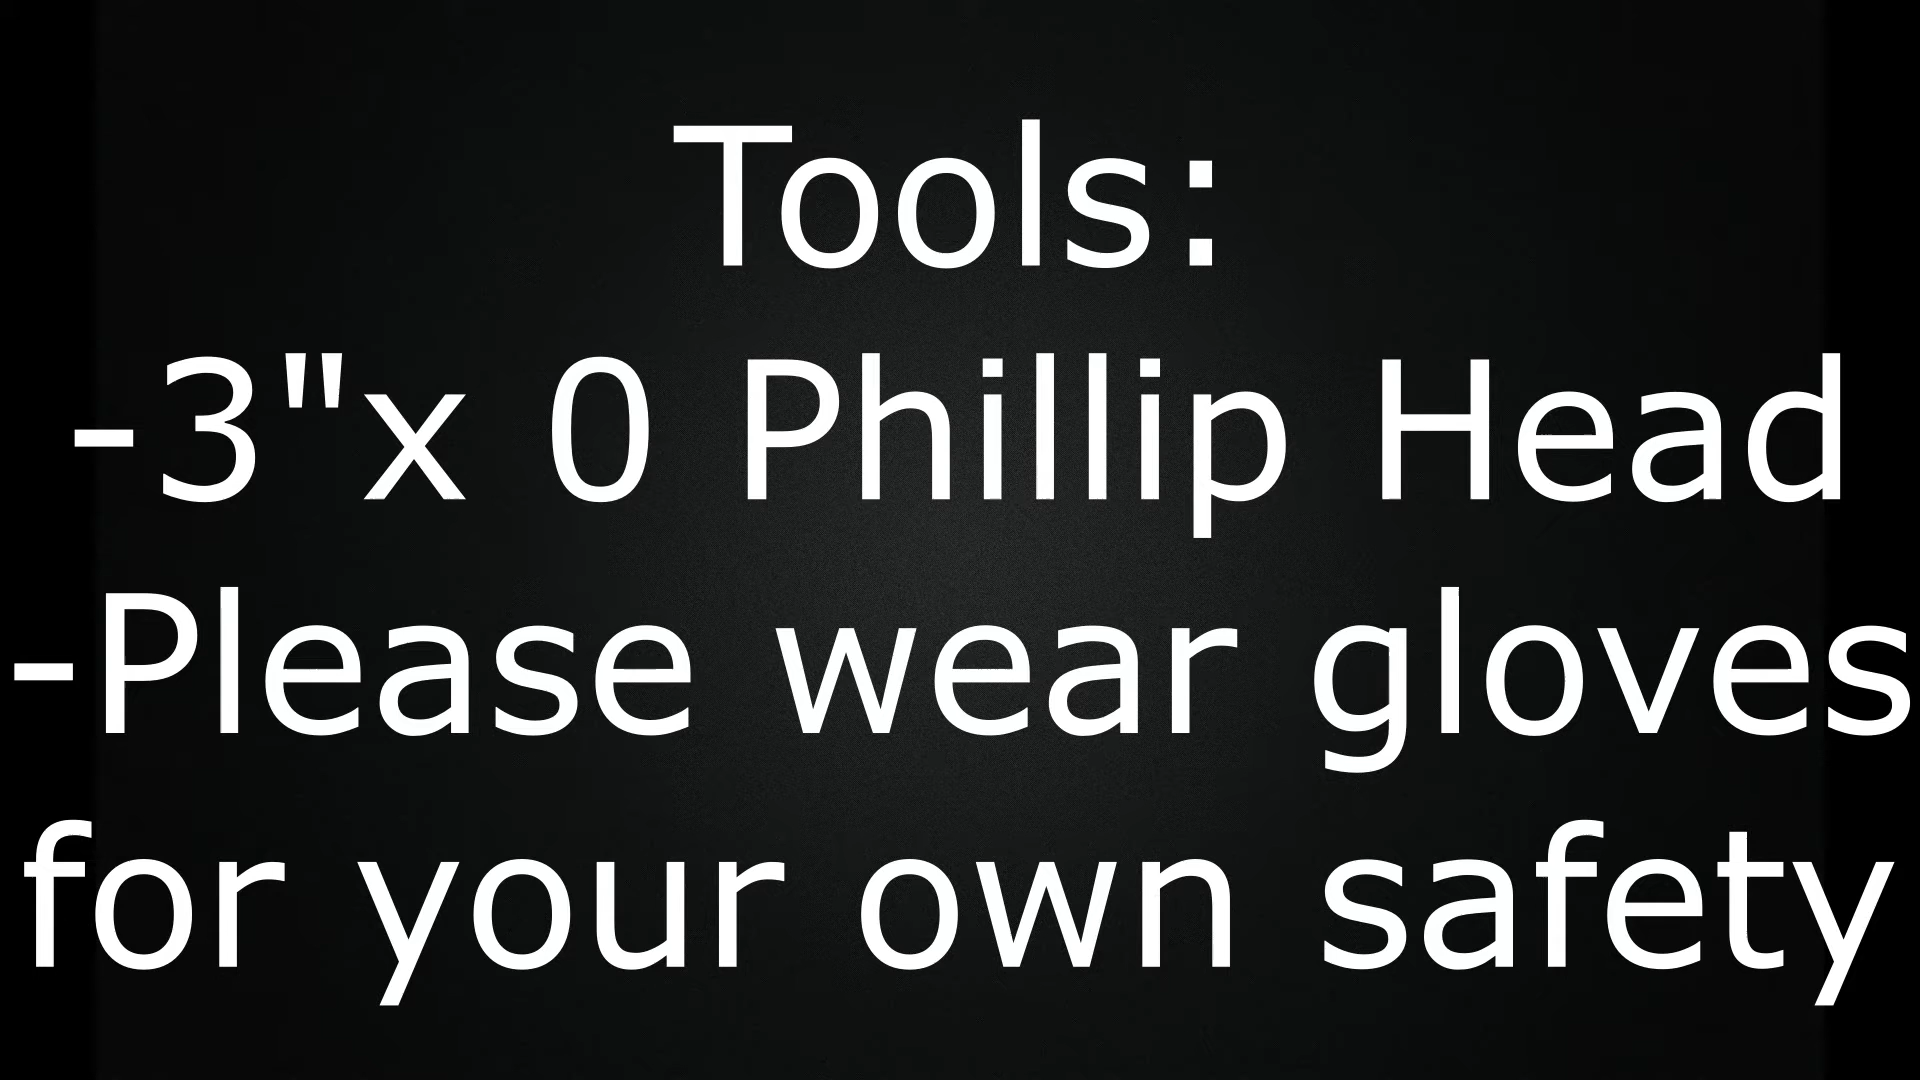 Tools:
-3"x 0 Phillip Head
-Please wear gloves
for your own safety